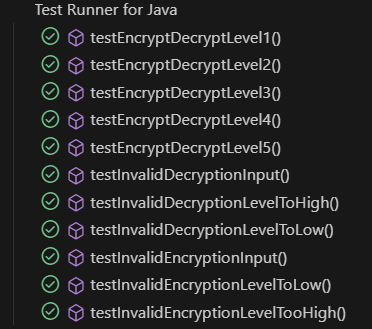 Test Runner for Java
testEncryptDecryptLevel1()
testEncryptDecryptLevel2()
testEncryptDecryptLevel3()
testEncryptDecryptLevel4()
testEncryptDecryptLevel5()
testInvalidDecryptionInput()
testInvalidDecryptionLevelToHigh()
testInvalidDecryptionLevelToLow()
testInvalidEncryptionInput()
testInvalidEncryptionLevelToLow()
testInvalidEncryptionLevelTooHigh()